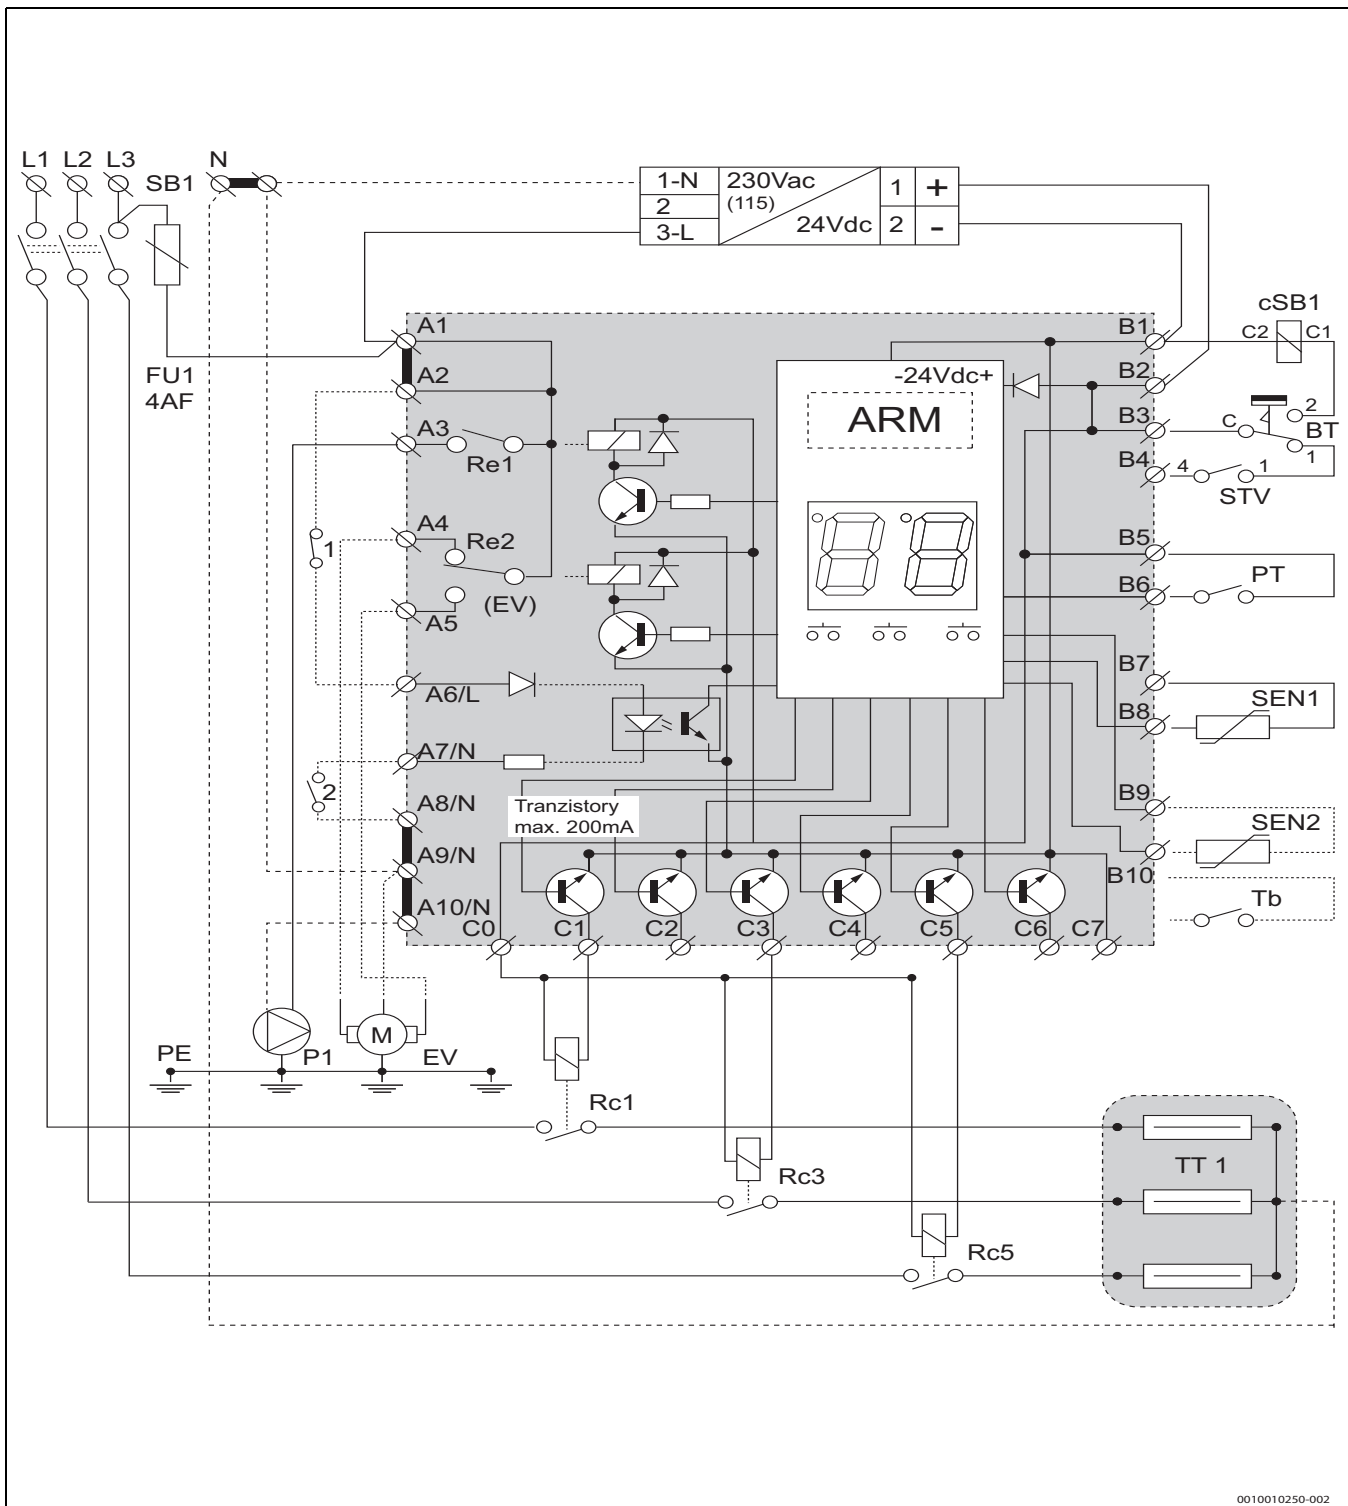 L1 L2 L3 SB1 N
1-N 230Vac 1 +
2 (115)
3-L 24Vdc 2 -
cSB1
A1 B1 C2 C1
FU1
4AF
A2 -24Vdc+ B2
ARM
A3 B3 C 2
BT
Re1 B4 4 1 1
STV
A4 Re2 B5
1 PT
(EV) B6
A5
A6/L B7
SEN1
B8
A7/N
2 A8/N B9
Tranzistory
max. 200mA
SEN2
A9/N B10
A10/N Tb
C0 C1 C2 C3 C4 C5 C6 C7
M
PE P1 EV
Rc1
Rc3 TT 1
Rc5
0010010250-002